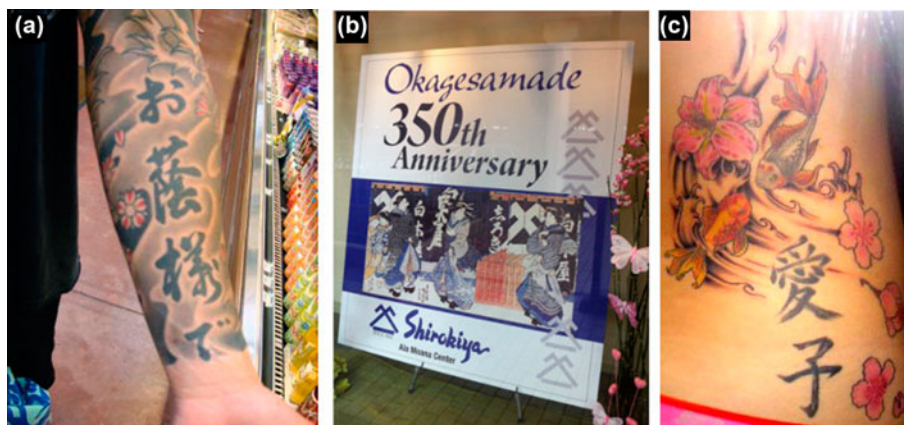 (a)
お蔭様で
(b)
Okagesamade
350th
Anniversary
Shirokiya
Ala Moana Center
(c)
愛子